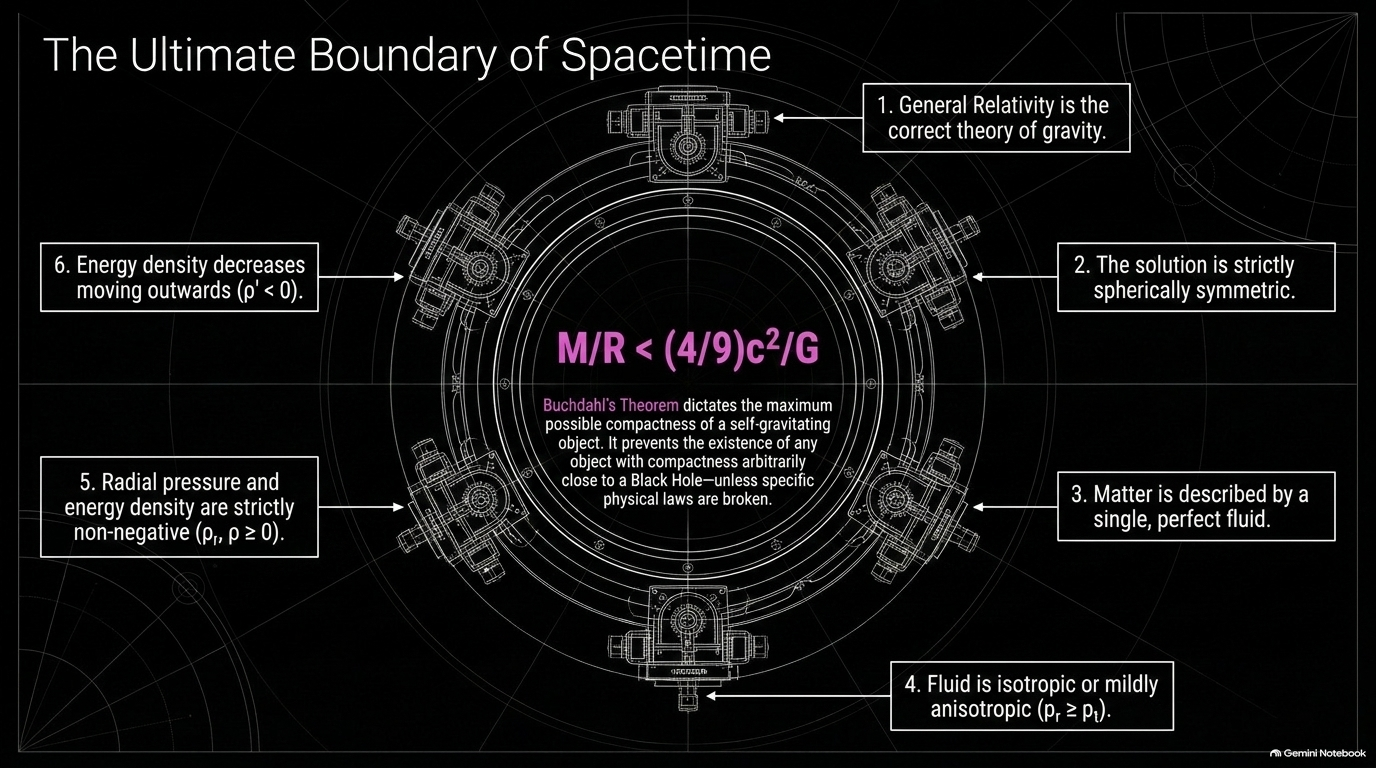 The Ultimate Boundary of Spacetime
1. General Relativity is the
correct theory of gravity.
2. The solution is strictly
spherically symmetric.
3. Matter is described by a
single, perfect fluid.
4. Fluid is isotropic or mildly
anisotropic (pᵣ ≥ pₜ).
5. Radial pressure and
energy density are strictly
non-negative (ρᵣ, ρ ≥ 0).
6. Energy density decreases
moving outwards (ρ' < 0).
M/R < (4/9)c²/G
Buchdahl's Theorem dictates the maximum
possible compactness of a self-gravitating
object. It prevents the existence of any
object with compactness arbitrarily
close to a Black Hole—unless specific
physical laws are broken.
Gemini Notebook